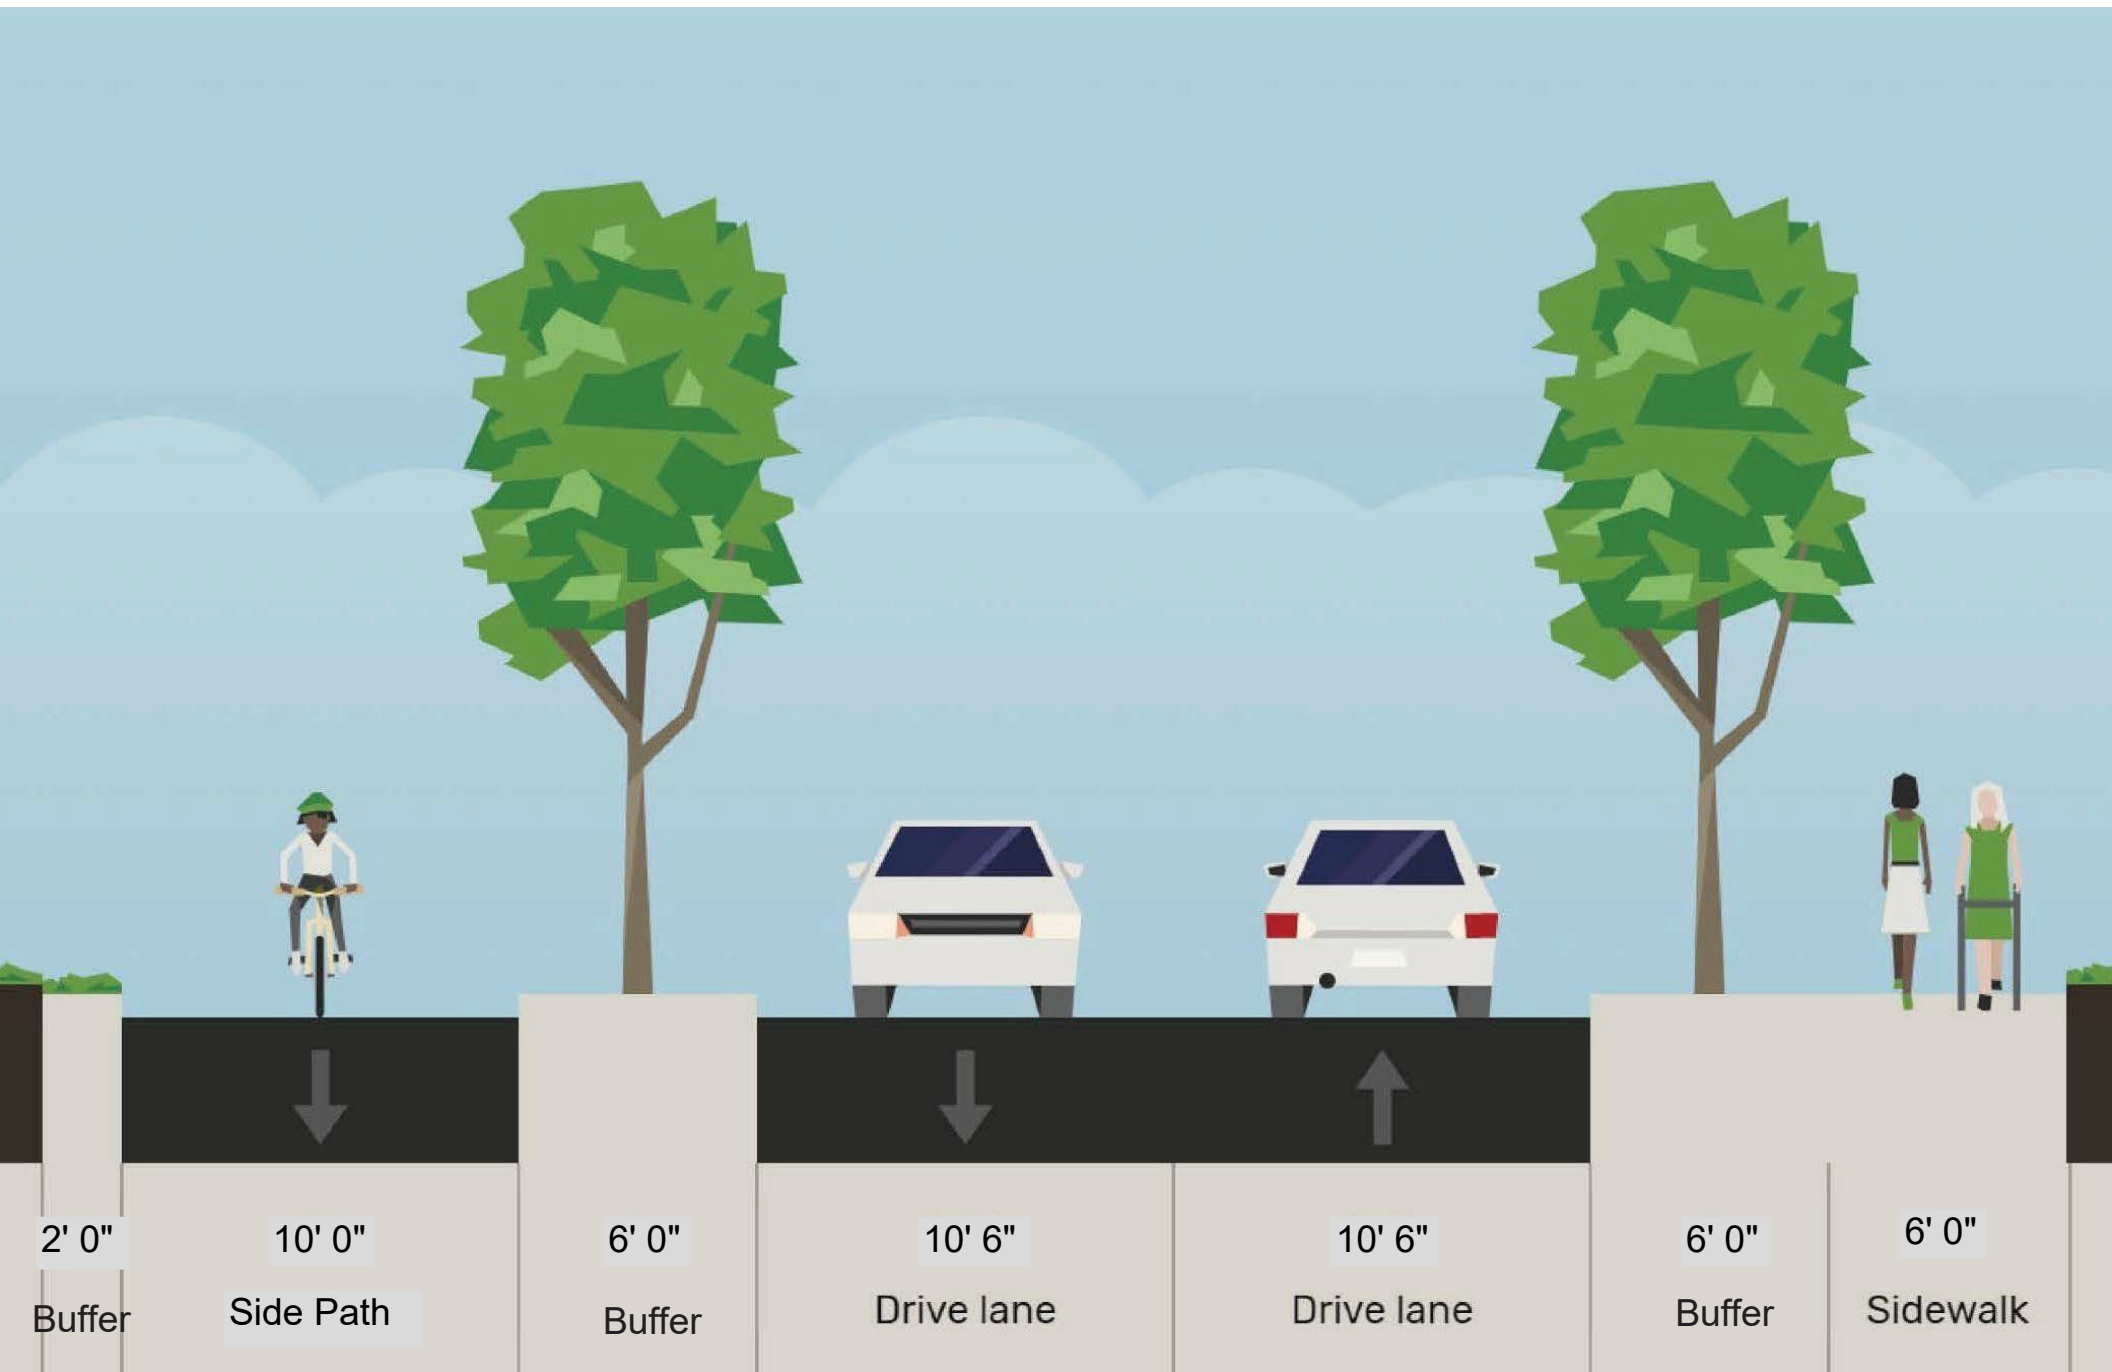 2' 0"
10' 0"
6' 0"
10' 6"
10' 6"
6' 0"
6' 0"
Buffer
Side Path
Buffer
Drive lane
Drive lane
Buffer
Sidewalk